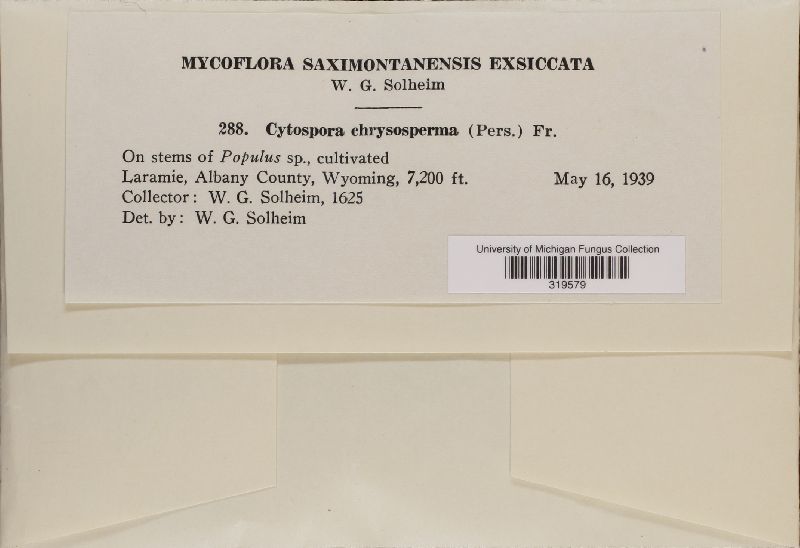 MYCOFLORA SAXIMONTANENSIS EXSICCATA
W. G. Solheim
288. Cytospora chrysosperma (Pers.) Fr.
On stems of Populus sp., cultivated
Laramie, Albany County, Wyoming, 7,200 ft. May 16, 1939
Collector: W. G. Solheim, 1625
Det. by: W. G. Solheim
University of Michigan Fungus Collection
319579